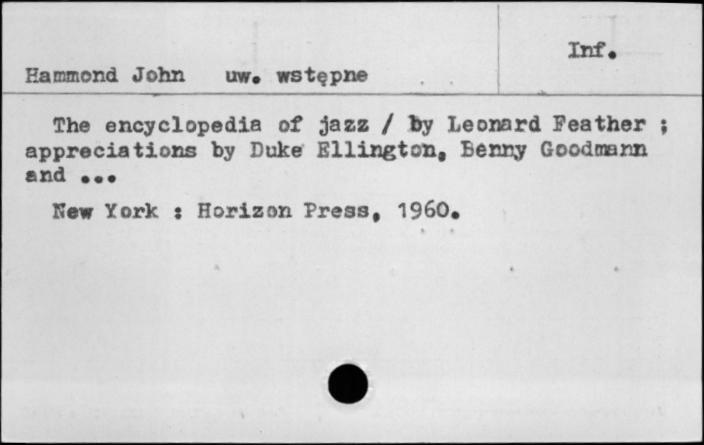 Inf.
Hammond John uw. wstępne
The encyclopedia of jazz / by Leonard Feather ;
appreciations by Duke Ellington, Benny Goodmann
and ...
New York : Horizon Press, 1960.